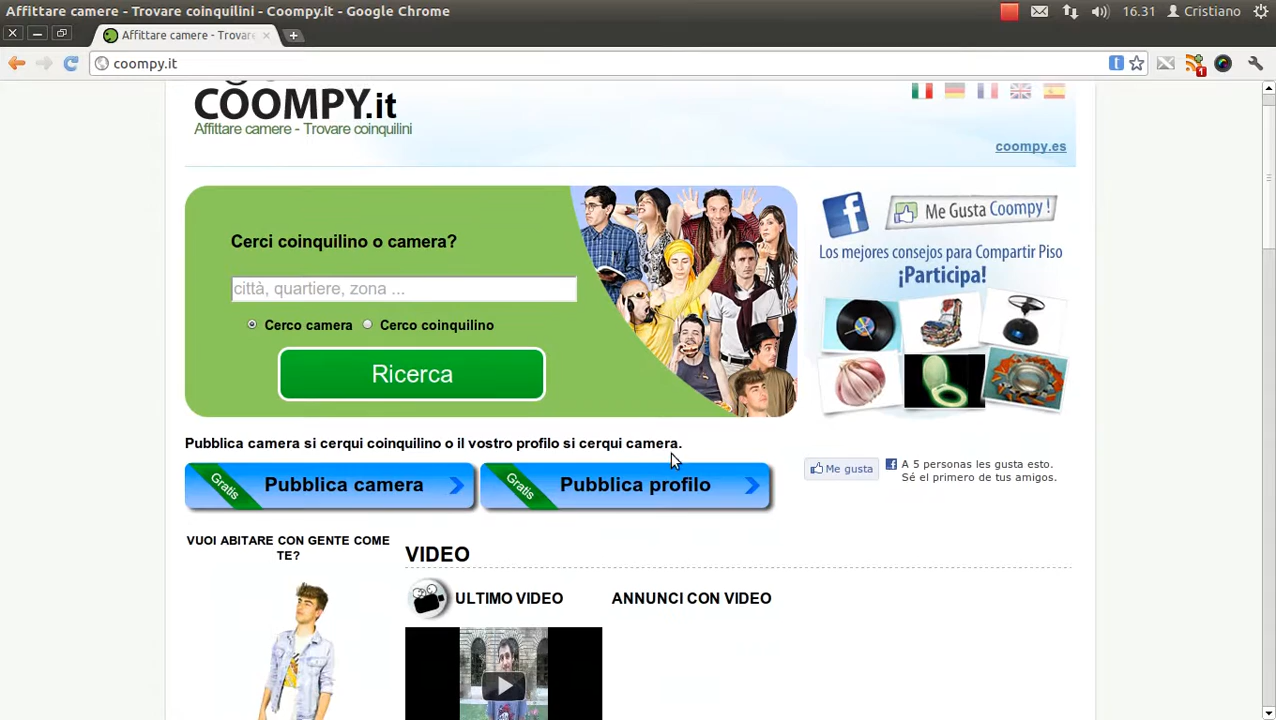 Affittare camere - Trovare coinquilini - Coompy.it - Google Chrome
16.31
Cristiano
Affittare camere - Trovare
coompy.it
1
COOMPY.it
Affittare camere - Trovare coinquilini
coompy.es
Cerci coinquilino o camera?
città, quartiere, zona ...
Cerco camera
Cerco coinquilino
Ricerca
Me Gusta Coompy !
Los mejores consejos para Compartir Piso
¡Participa!
Pubblica camera si cerqui coinquilino o il vostro profilo si cerqui camera.
Gratis
Pubblica camera
Gratis
Pubblica profilo
Me gusta
A 5 personas les gusta esto.
Sé el primero de tus amigos.
VUOI ABITARE CON GENTE COME
TE?
VIDEO
ULTIMO VIDEO
ANNUNCI CON VIDEO